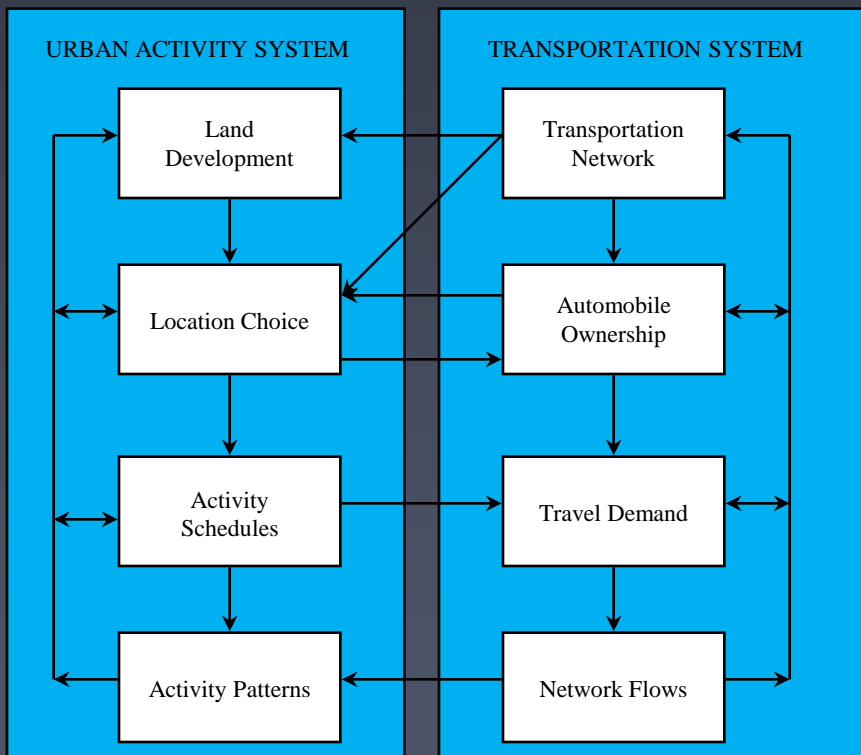 URBAN ACTIVITY SYSTEM
Land
Development
Location Choice
Activity
Schedules
Activity Patterns
TRANSPORTATION SYSTEM
Transportation
Network
Automobile
Ownership
Travel Demand
Network Flows